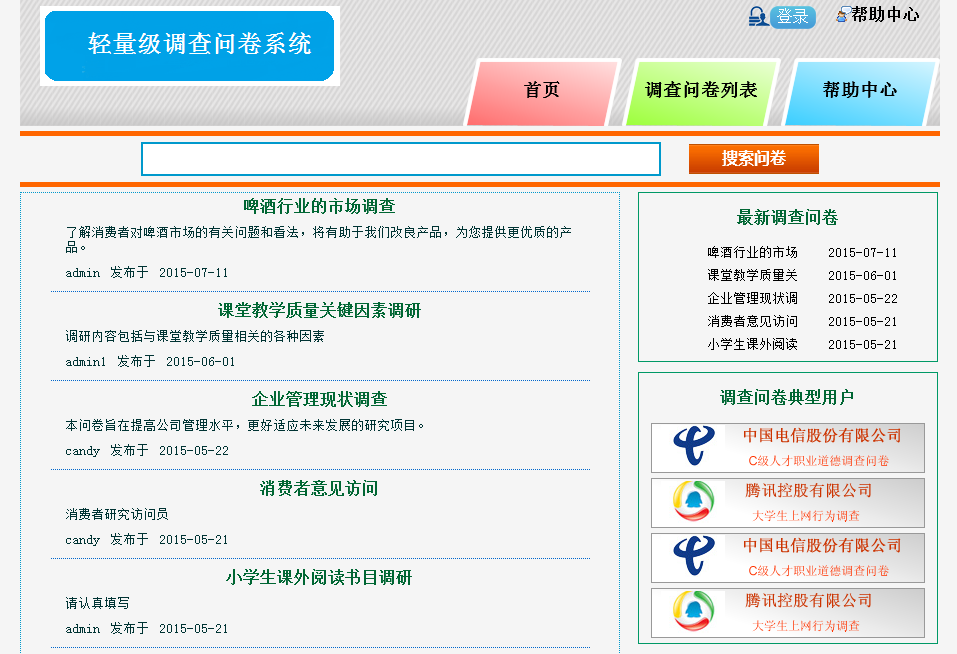 轻量级调查问卷系统
登录 帮助中心
首页 调查问卷列表 帮助中心
搜索问卷
啤酒行业的市场调查
了解消费者对啤酒市场的有关问题和看法，将有助于我们改良产品，为您提供更优质的产
品。
admin 发布于 2015-07-11
课堂教学质量关键因素调研
调研内容包括与课堂教学质量相关的各种因素
admin1 发布于 2015-06-01
企业管理现状调查
本问卷旨在提高公司管理水平，更好适应未来发展的研究项目。
candy 发布于 2015-05-22
消费者意见访问
消费者研究访问员
candy 发布于 2015-05-21
小学生课外阅读书目调研
请认真填写
admin 发布于 2015-05-21
最新调查问卷
啤酒行业的市场 2015-07-11
课堂教学质量关 2015-06-01
企业管理现状调 2015-05-22
消费者意见访问 2015-05-21
小学生课外阅读 2015-05-21
调查问卷典型用户
中国电信股份有限公司
C级人才职业道德调查问卷
腾讯控股有限公司
大学生上网行为调查
中国电信股份有限公司
C级人才职业道德调查问卷
腾讯控股有限公司
大学生上网行为调查